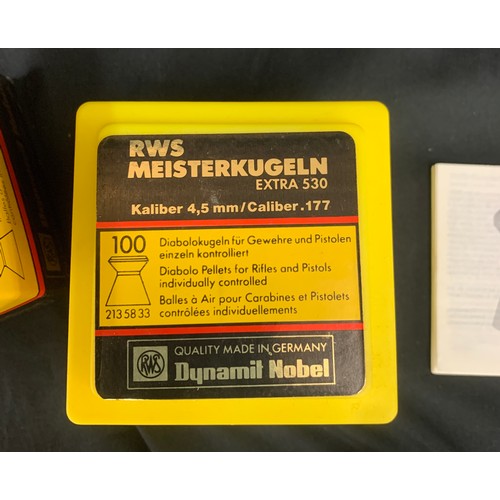 RWS
MEISTERKUGELN
EXTRA 530
Kaliber 4,5 mm/Caliber .177
100
Diabolokugeln für Gewehre und Pistolen
einzeln kontrolliert
Diabolo Pellets for Rifles and Pistols
individually controlled
Balles à Air pour Carabines et Pistolets
contrôlées individuellements
213 58 33
RWS
QUALITY MADE IN GERMANY
Dynamit Nobel